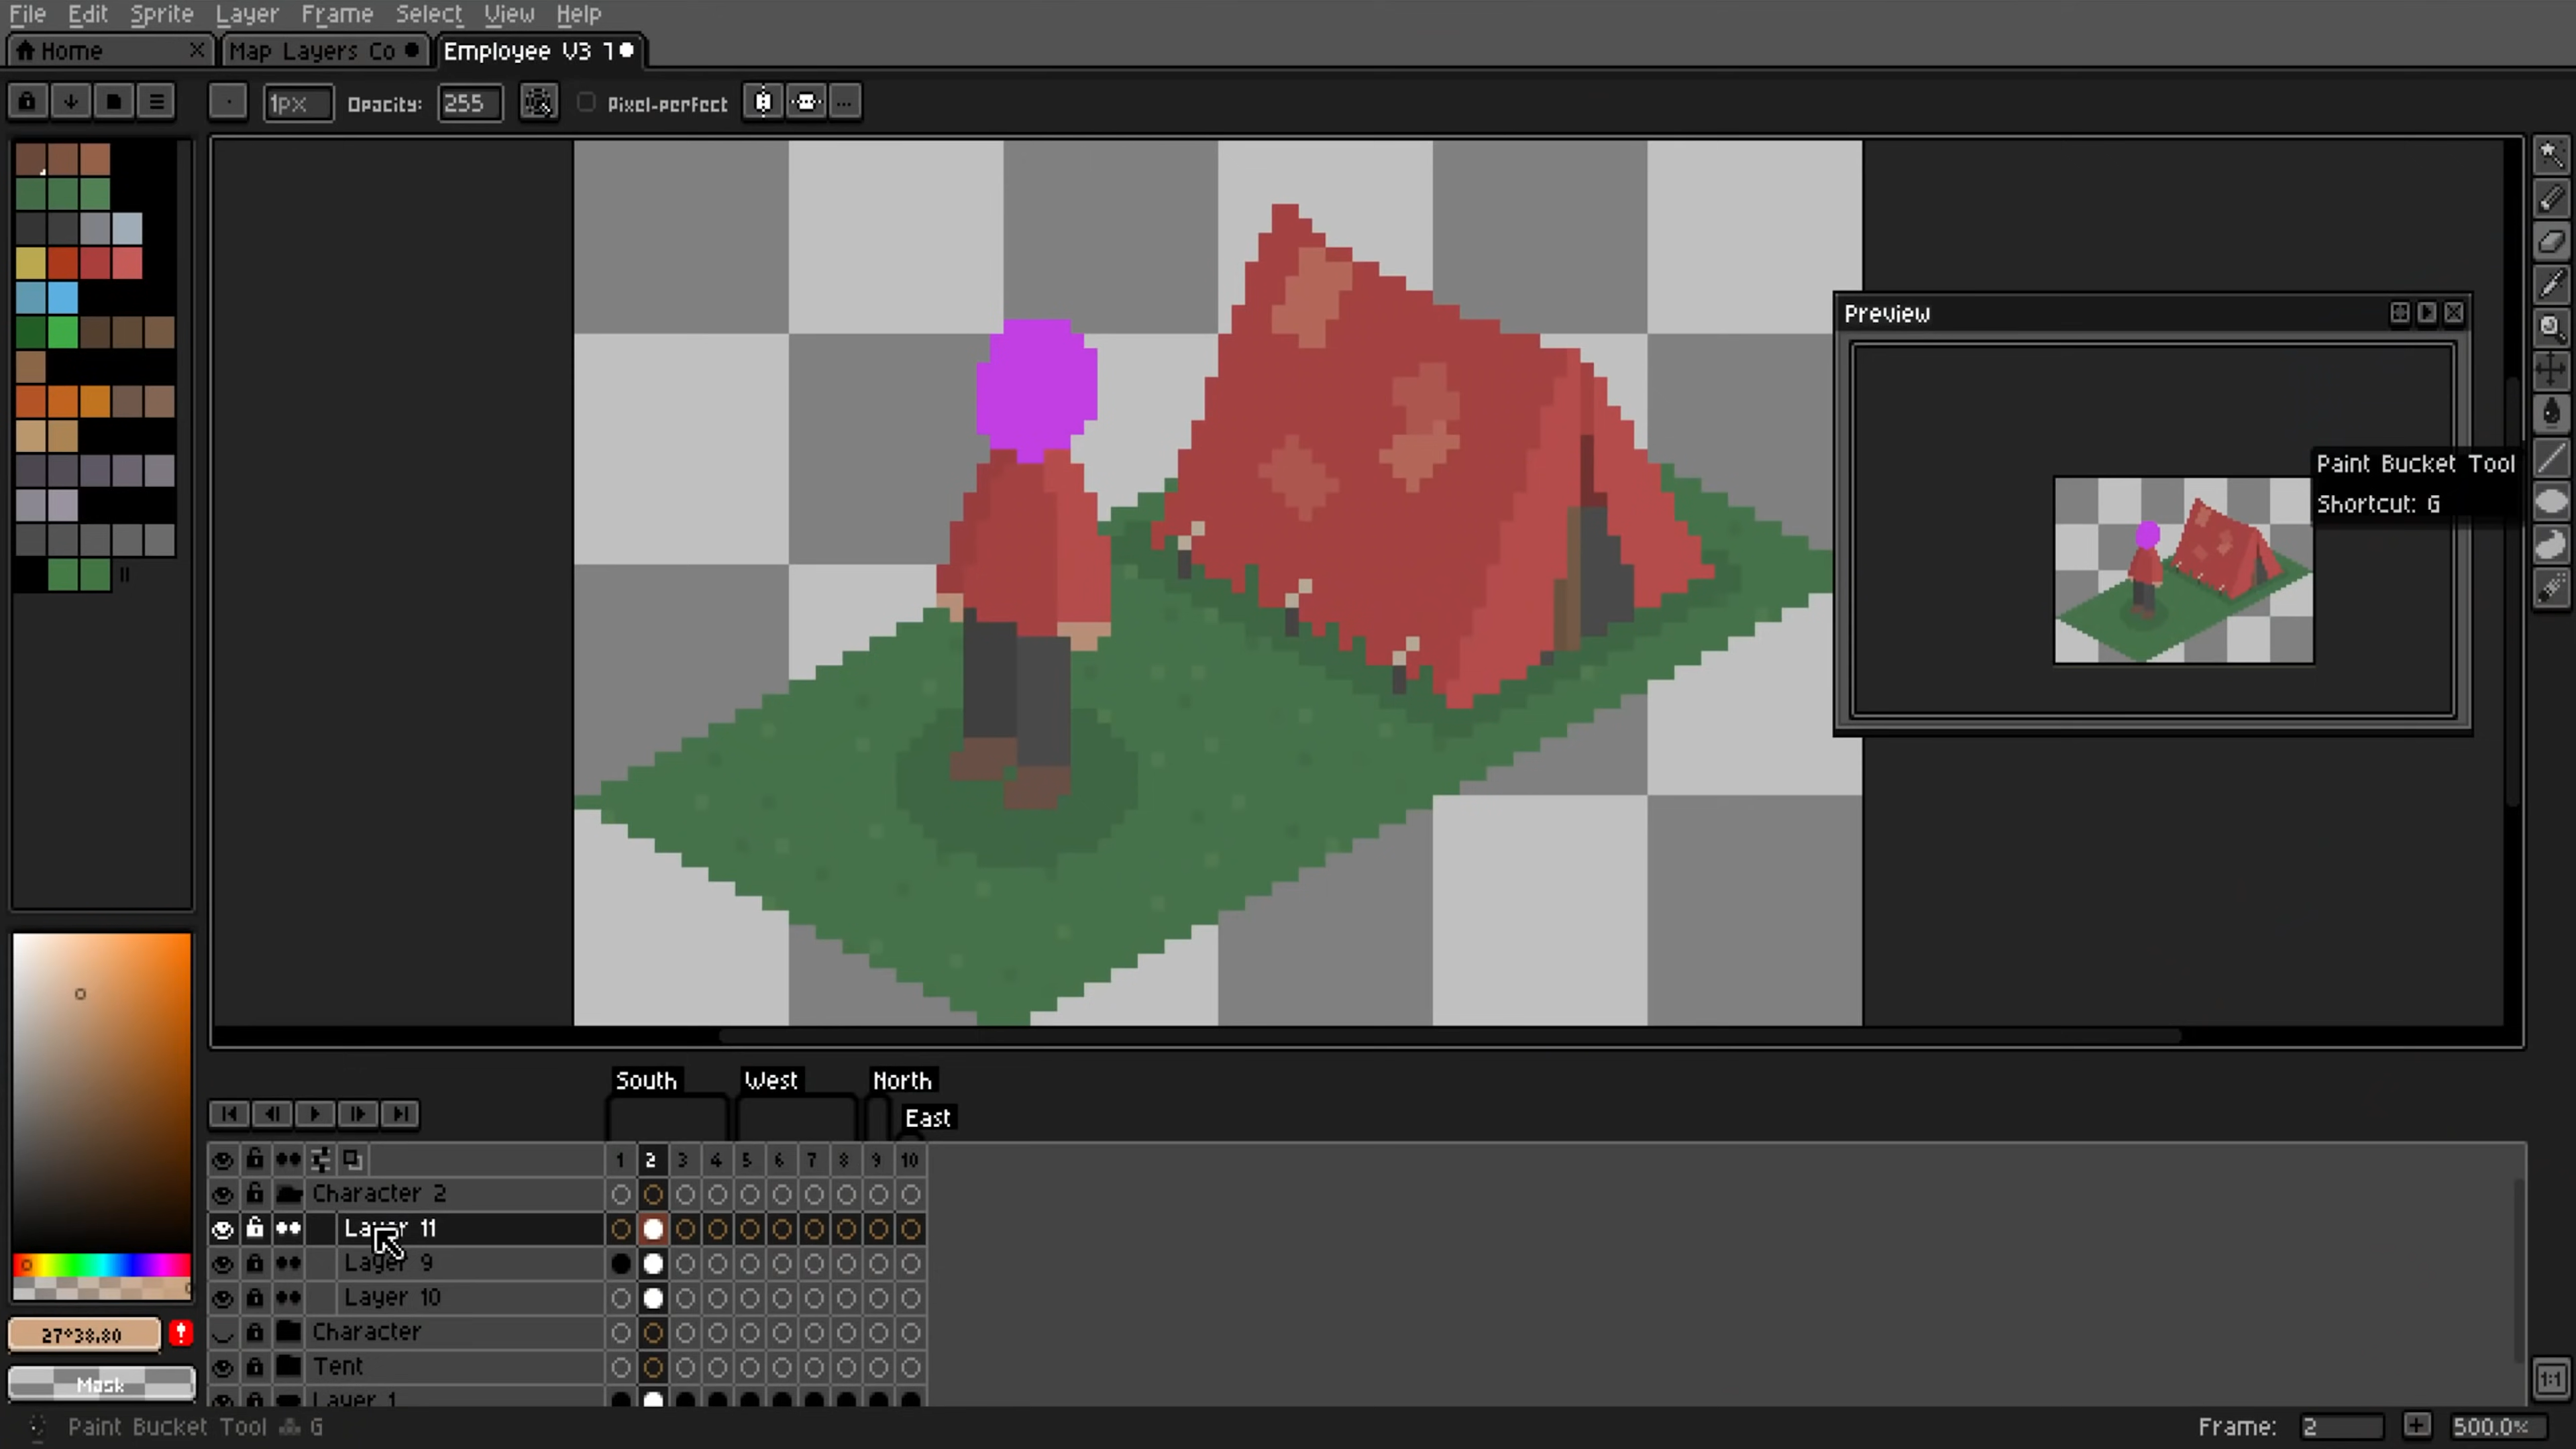 File Edit Sprite Layer Frame Select View Help
Home
Map Layers Co
Employee V3 T
1px Opacity: 255 Pixel-perfect ...
Preview
Paint Bucket Tool
Shortcut: G
South West North
East
1 2 3 4 5 6 7 8 9 10
Character 2
Layer 11
Layer 9
Layer 10
Character
Tent
Layer 1
27°38,80 !
Mask
1:1
Paint Bucket Tool G
Frame: 2 + 500.0%